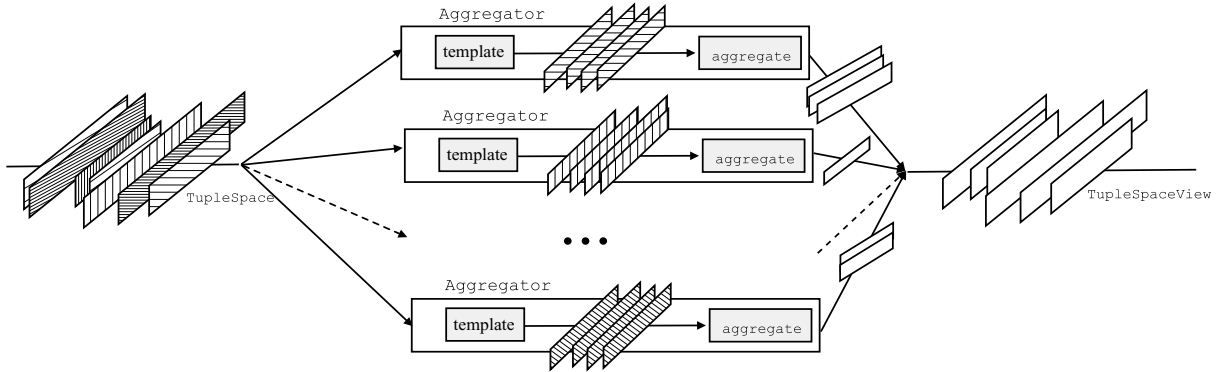 Aggregator
template
aggregate
Aggregator
template
aggregate
TupleSpace
TupleSpaceView
Aggregator
template
aggregate